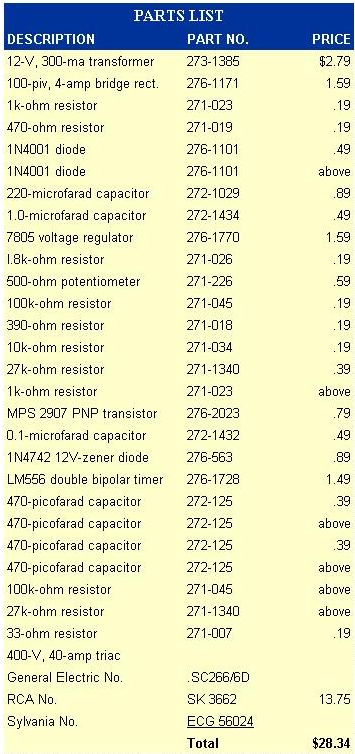 PARTS LIST
DESCRIPTION PART NO. PRICE
12-V, 300-ma transformer 273-1385 $2.79
100-piv, 4-amp bridge rect. 276-1171 1.59
1k-ohm resistor 271-023 .19
470-ohm resistor 271-019 .19
1N4001 diode 276-1101 .49
1N4001 diode 276-1101 above
220-microfarad capacitor 272-1029 .89
1.0-microfarad capacitor 272-1434 .49
7805 voltage regulator 276-1770 1.59
l.8k-ohm resistor 271-026 .19
500-ohm potentiometer 271-226 .59
100k-ohm resistor 271-045 .19
390-ohm resistor 271-018 .19
10k-ohm resistor 271-034 .19
27k-ohm resistor 271-1340 .39
1k-ohm resistor 271-023 above
MPS 2907 PNP transistor 276-2023 .79
0.1-microfarad capacitor 272-1432 .49
1N4742 12V-zener diode 276-563 .89
LM556 double bipolar timer 276-1728 1.49
470-picofarad capacitor 272-125 .39
470-picofarad capacitor 272-125 above
470-picofarad capacitor 272-125 .39
470-picofarad capacitor 272-125 above
100k-ohm resistor 271-045 above
27k-ohm resistor 271-1340 above
33-ohm resistor 271-007 .19
400-V, 40-amp triac
General Electric No. .SC266/6D
RCA No. SK 3662 13.75
Sylvania No. ECG 56024
Total $28.34